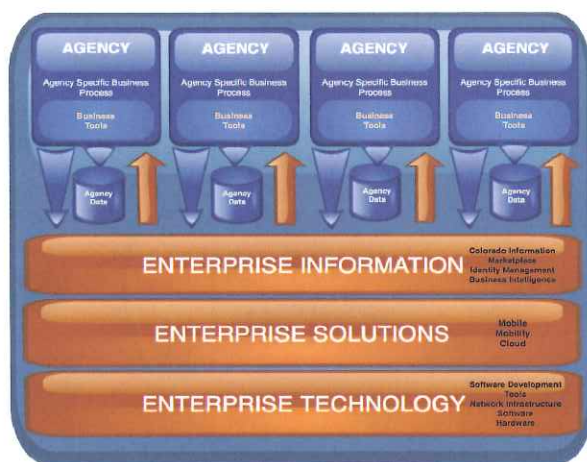 AGENCY
Agency Specific Business
Process
Business
Tools
Agency
Data
AGENCY
Agency Specific Business
Process
Business
Tools
Agency
Data
AGENCY
Agency Specific Business
Process
Business
Tools
Agency
Data
AGENCY
Agency Specific Business
Process
Business
Tools
Agency
Data
ENTERPRISE INFORMATION
Colorado Information
Marketplace
Identity Management
Business Intelligence
ENTERPRISE SOLUTIONS
Mobile
Mobility
Cloud
ENTERPRISE TECHNOLOGY
Software Development
Tools
Network Infrastructure
Software
Hardware